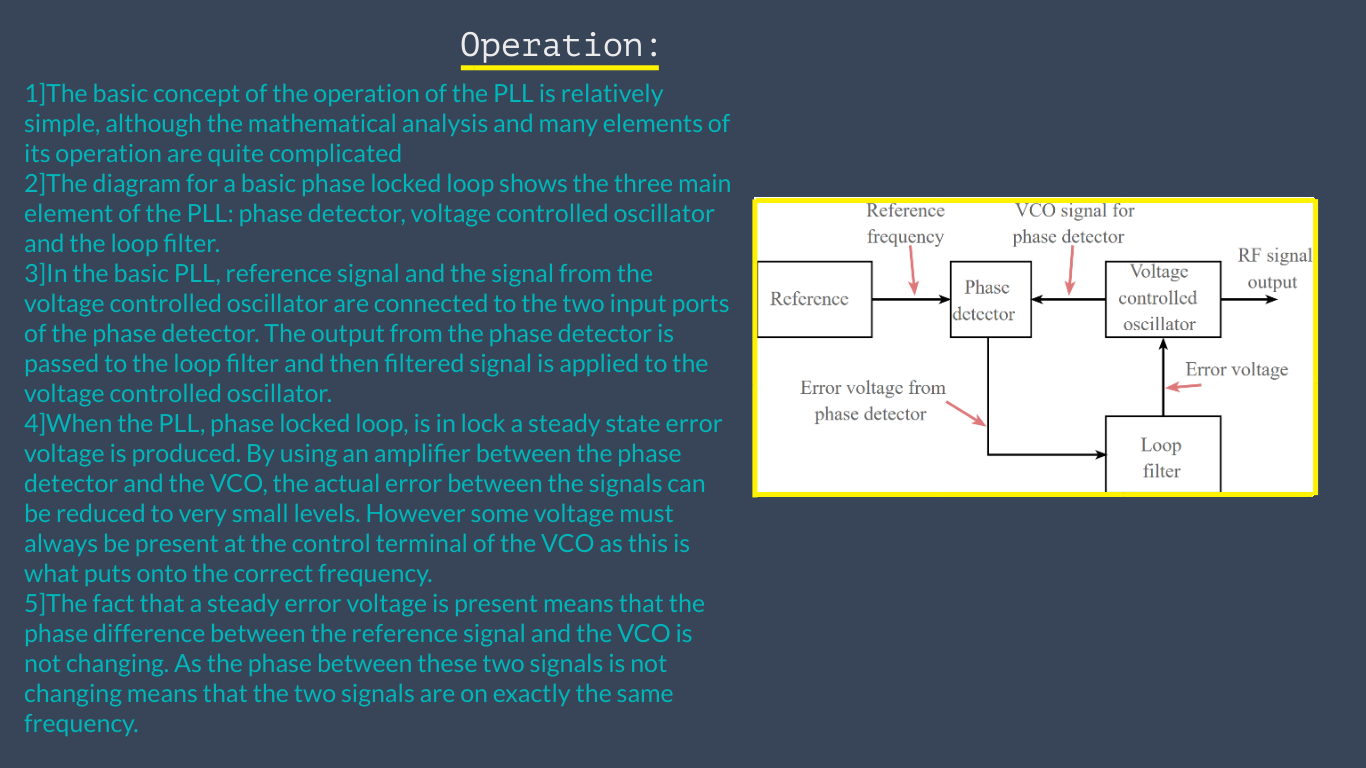 Operation:
1]The basic concept of the operation of the PLL is relatively
simple, although the mathematical analysis and many elements of
its operation are quite complicated
2]The diagram for a basic phase locked loop shows the three main
element of the PLL: phase detector, voltage controlled oscillator
and the loop filter.
3]In the basic PLL, reference signal and the signal from the
voltage controlled oscillator are connected to the two input ports
of the phase detector. The output from the phase detector is
passed to the loop filter and then filtered signal is applied to the
voltage controlled oscillator.
4]When the PLL, phase locked loop, is in lock a steady state error
voltage is produced. By using an amplifier between the phase
detector and the VCO, the actual error between the signals can
be reduced to very small levels. However some voltage must
always be present at the control terminal of the VCO as this is
what puts onto the correct frequency.
5]The fact that a steady error voltage is present means that the
phase difference between the reference signal and the VCO is
not changing. As the phase between these two signals is not
changing means that the two signals are on exactly the same
frequency.
Reference
frequency
VCO signal for
phase detector
RF signal
output
Reference
Phase
detector
Voltage
controlled
oscillator
Error voltage from
phase detector
Error voltage
Loop
filter